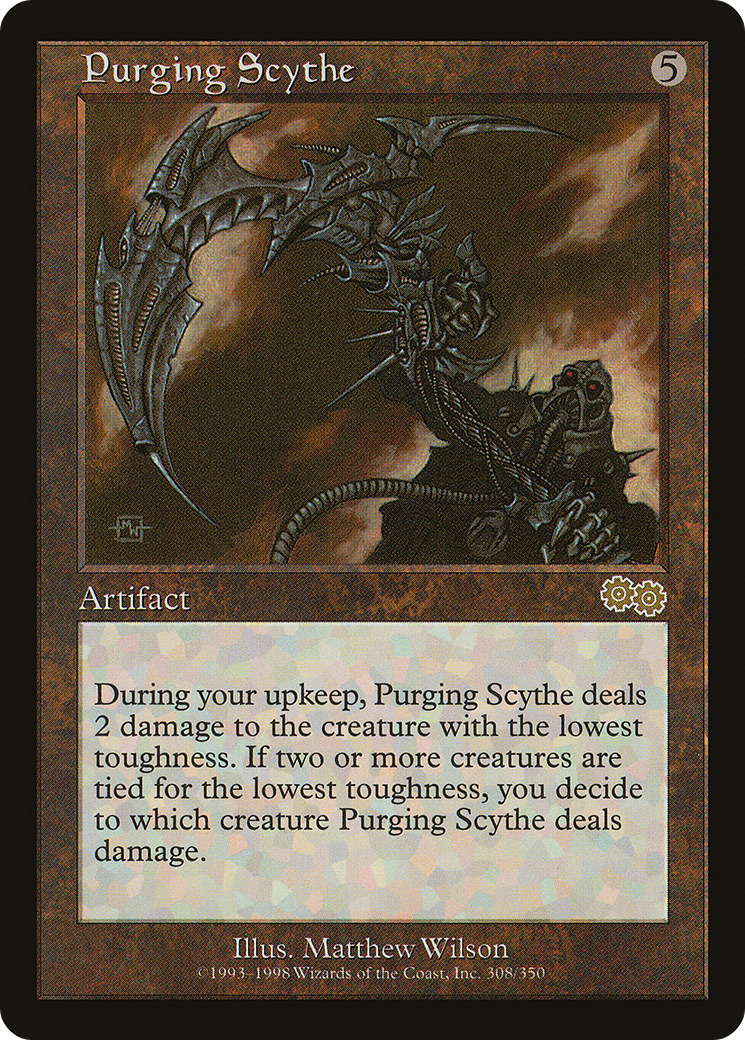 Purging Scythe 5
MW
Artifact
During your upkeep, Purging Scythe deals
2 damage to the creature with the lowest
toughness. If two or more creatures are
tied for the lowest toughness, you decide
to which creature Purging Scythe deals
damage.
Illus. Matthew Wilson
©1993–1998 Wizards of the Coast, Inc. 308/350